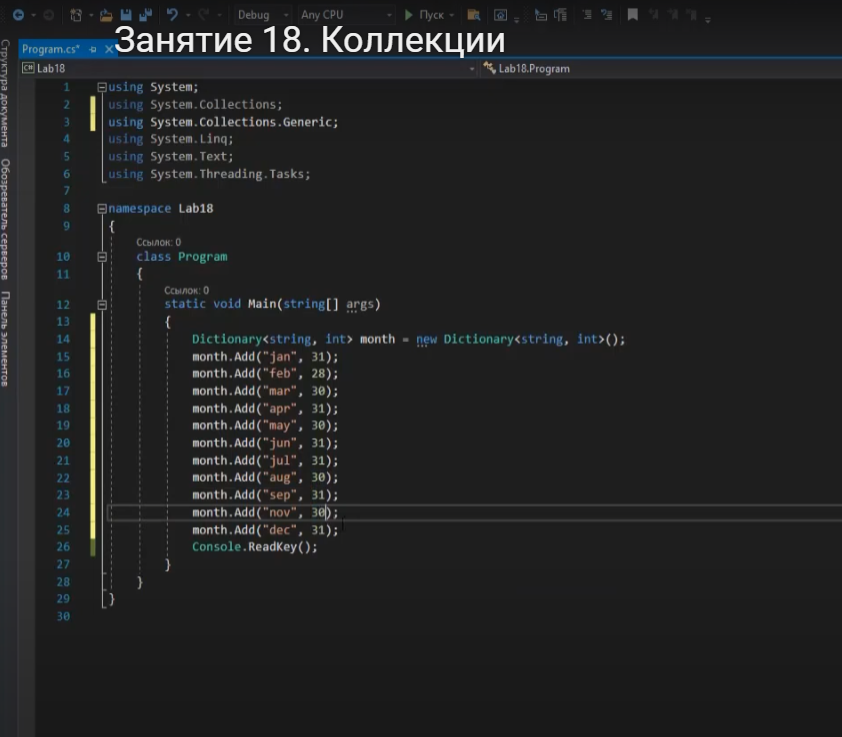 Debug Any CPU Пуск
Занятие 18. Коллекции
Program.cs*
Lab18 Lab18.Program
Структура документа
Обозреватель серверов
Панель элементов
1 using System;
2 using System.Collections;
3 using System.Collections.Generic;
4 using System.Linq;
5 using System.Text;
6 using System.Threading.Tasks;
7
8 namespace Lab18
9 {
Ссылок: 0
10 class Program
11 {
Ссылок: 0
12 static void Main(string[] args)
13 {
14 Dictionary<string, int> month = new Dictionary<string, int>();
15 month.Add("jan", 31);
16 month.Add("feb", 28);
17 month.Add("mar", 30);
18 month.Add("apr", 31);
19 month.Add("may", 30);
20 month.Add("jun", 31);
21 month.Add("jul", 31);
22 month.Add("aug", 30);
23 month.Add("sep", 31);
24 month.Add("nov", 30);
25 month.Add("dec", 31);
26 Console.ReadKey();
27 }
28 }
29 }
30